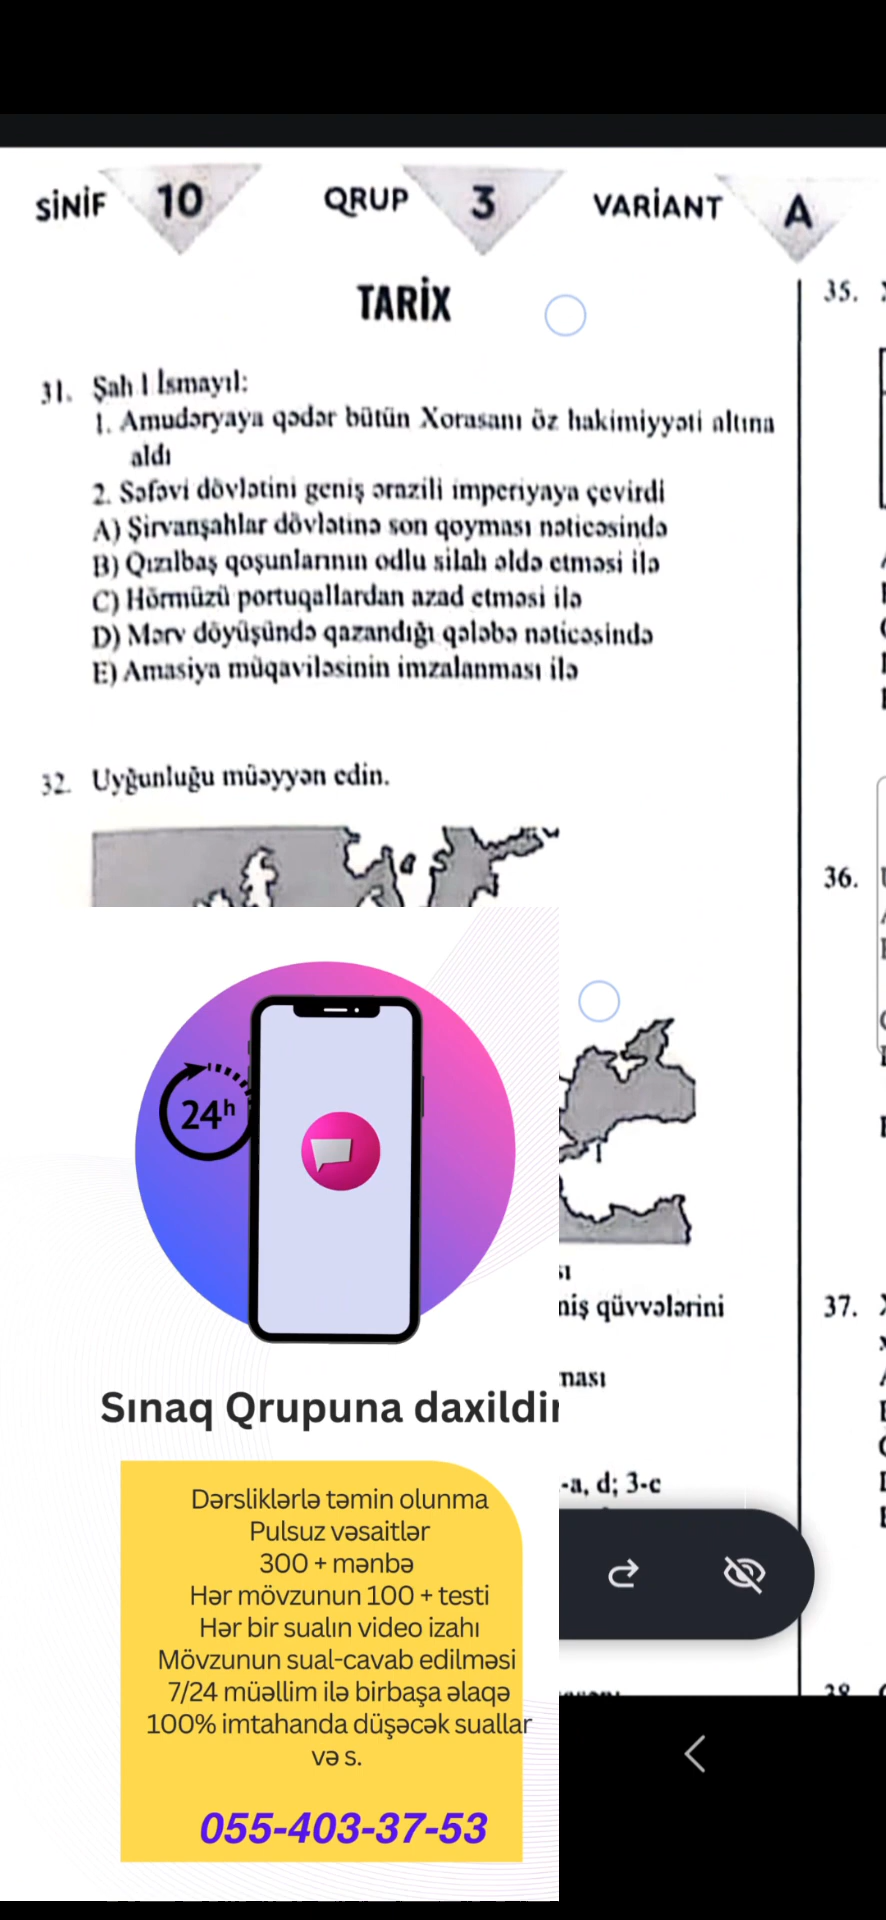 SİNİF 10 QRUP 3 VARİANT A
TARİX
31. Şah I İsmayıl:
1. Amudəryaya qədər bütün Xorasanı öz hakimiyyəti altına
aldı
2. Səfəvi dövlətini geniş ərazili imperiyaya çevirdi
A) Şirvanşahlar dövlətinə son qoyması nəticəsində
B) Qızılbaş qoşunlarının odlu silah əldə etməsi ilə
C) Hörmüzü portuqallardan azad etməsi ilə
D) Mərv döyüşündə qazandığı qələbə nəticəsində
E) Amasiya müqaviləsinin imzalanması ilə
32. Uyğunluğu müəyyən edin.
qüvvələrini
-a, d; 3-c
35.
36.
37.
24h
Sınaq Qrupuna
Dərsliklərlə təmin olunma
Pulsuz vəsaitlər
300 + mənbə
Hər mövzunun 100 + testi
Hər bir sualın video izahı
Mövzunun sual-cavab edilməsi
7/24 müəllim ilə birbaşa əlaqə
100% imtahanda düşəcək suallar
və s.
055-403-37-53